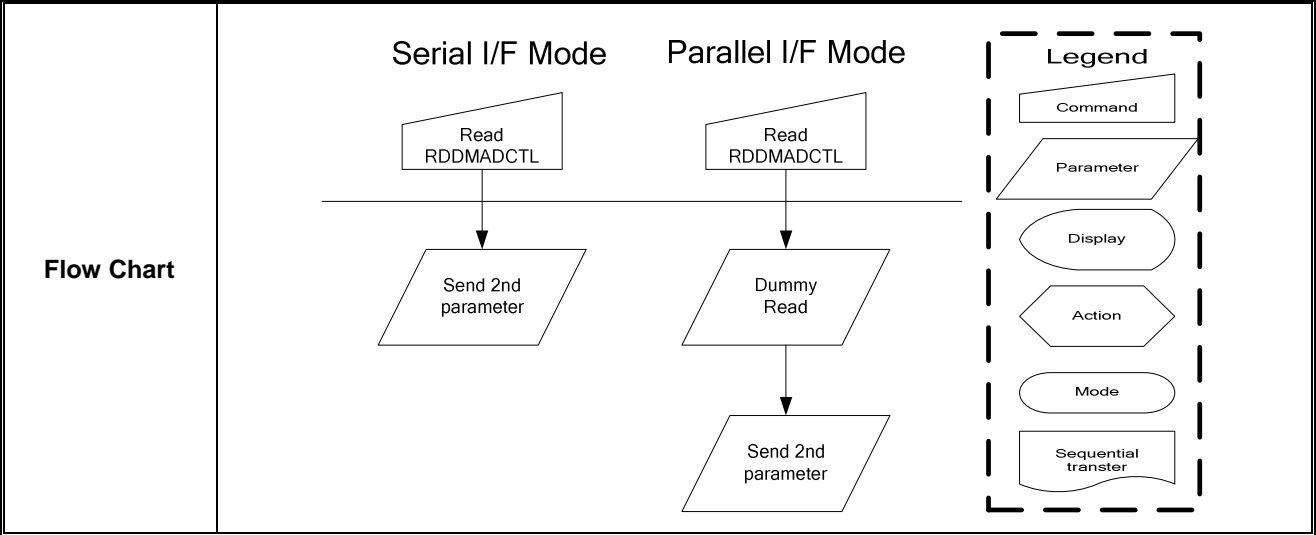 Flow Chart
Serial I/F Mode
Read
RDDMADCTL
Send 2nd
parameter
Parallel I/F Mode
Read
RDDMADCTL
Dummy
Read
Send 2nd
parameter
Legend
Command
Parameter
Display
Action
Mode
Sequential
transter